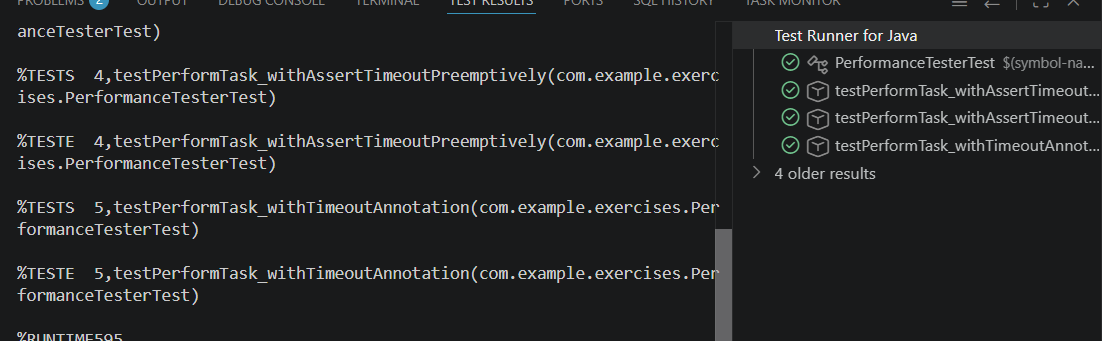 PROBLEMS 2 OUTPUT DEBUG CONSOLE TERMINAL TEST RESULTS PORTS SQL HISTORY TASK MONITOR
anceTesterTest)
%TESTS 4,testPerformTask_withAssertTimeoutPreemptively(com.example.exerc
ises.PerformanceTesterTest)
%TESTE 4,testPerformTask_withAssertTimeoutPreemptively(com.example.exerc
ises.PerformanceTesterTest)
%TESTS 5,testPerformTask_withTimeoutAnnotation(com.example.exercises.Per
formanceTesterTest)
%TESTE 5,testPerformTask_withTimeoutAnnotation(com.example.exercises.Per
formanceTesterTest)
%RUNTIME595
Test Runner for Java
PerformanceTesterTest $(symbol-na...
testPerformTask_withAssertTimeout...
testPerformTask_withAssertTimeout...
testPerformTask_withTimeoutAnnot...
4 older results